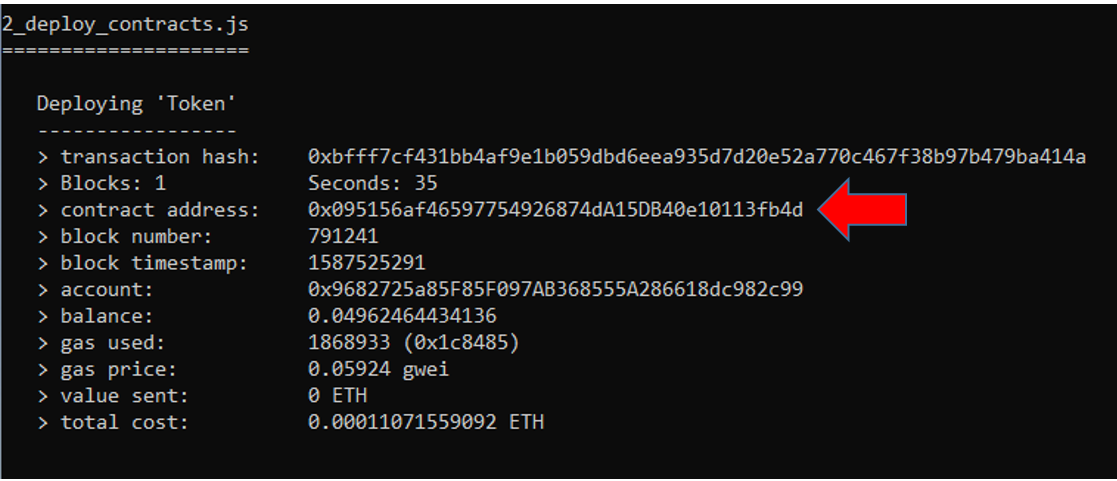 2_deploy_contracts.js
=====================
Deploying 'Token'
-----------------
> transaction hash: 0xbfff7cf431bb4af9e1b059dbd6eea935d7d20e52a770c467f38b97b479ba414a
> Blocks: 1 Seconds: 35
> contract address: 0x095156af46597754926874dA15DB40e10113fb4d
> block number: 791241
> block timestamp: 1587525291
> account: 0x9682725a85F85F097AB368555A286618dc982c99
> balance: 0.04962464434136
> gas used: 1868933 (0x1c8485)
> gas price: 0.05924 gwei
> value sent: 0 ETH
> total cost: 0.00011071559092 ETH